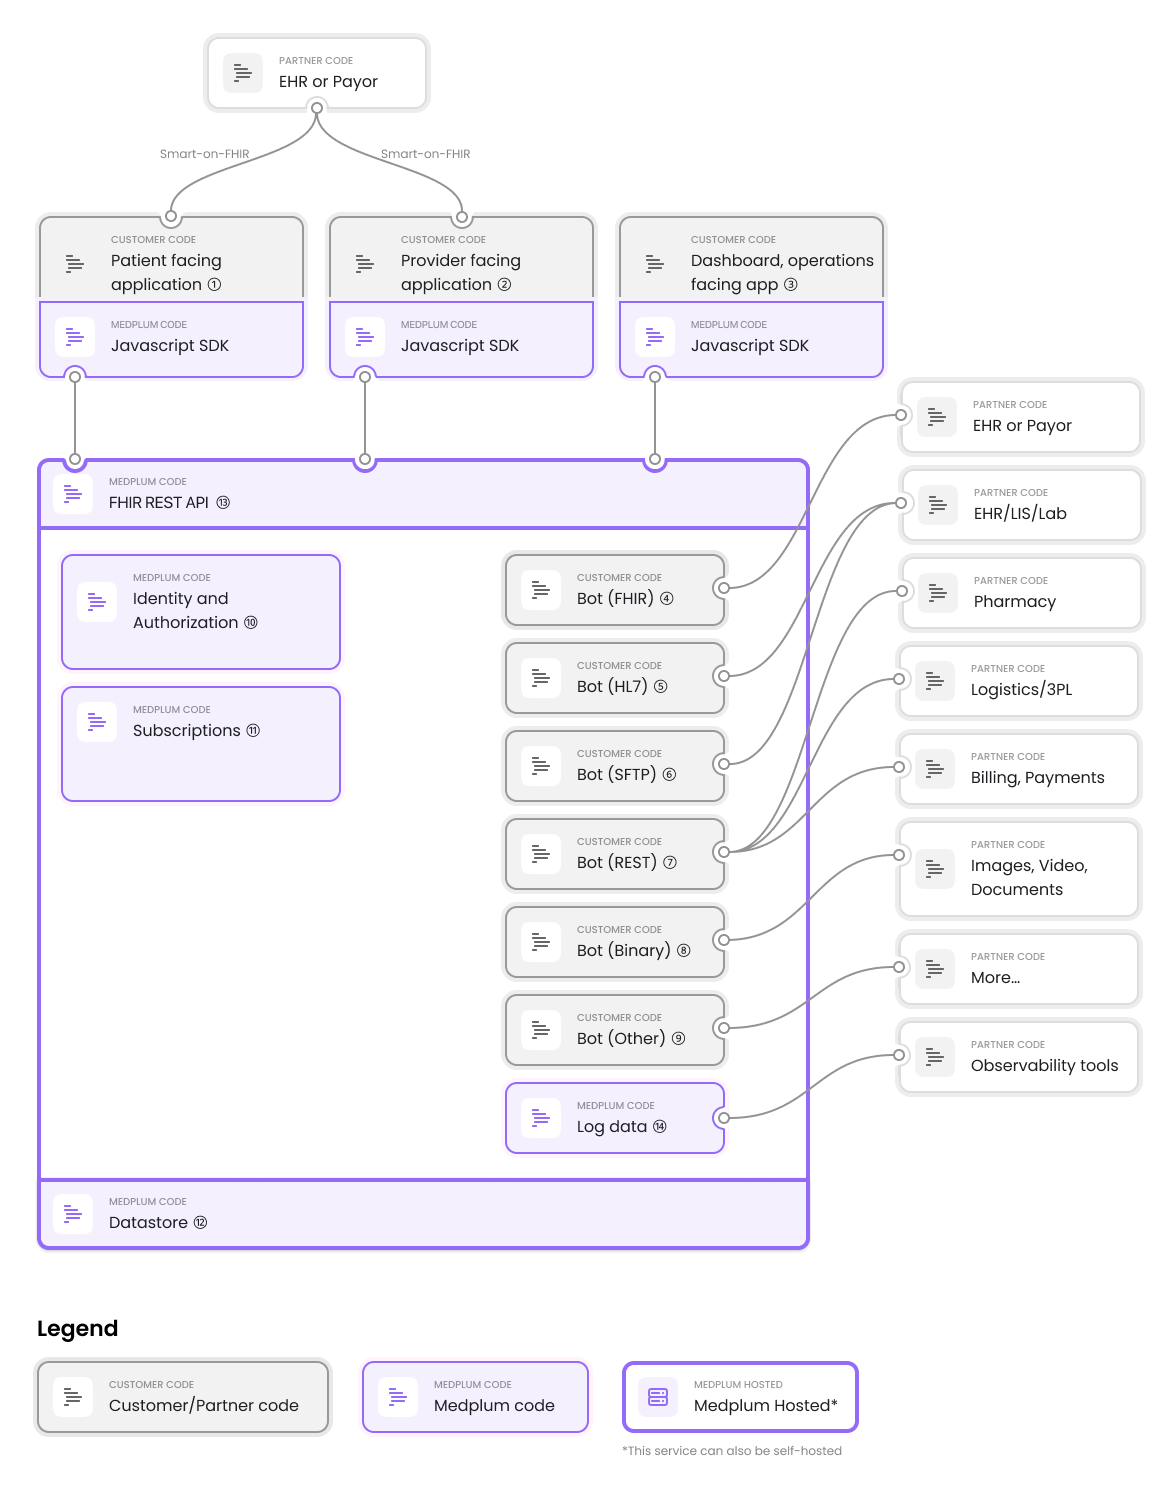 PARTNER CODE
EHR or Payor
Smart-on-FHIR
Smart-on-FHIR
CUSTOMER CODE
Patient facing
application ①
MEDPLUM CODE
Javascript SDK
CUSTOMER CODE
Provider facing
application ②
MEDPLUM CODE
Javascript SDK
CUSTOMER CODE
Dashboard, operations
facing app ③
MEDPLUM CODE
Javascript SDK
MEDPLUM CODE
FHIR REST API ⑬
MEDPLUM CODE
Identity and
Authorization ⑩
MEDPLUM CODE
Subscriptions ⑪
CUSTOMER CODE
Bot (FHIR) ④
CUSTOMER CODE
Bot (HL7) ⑤
CUSTOMER CODE
Bot (SFTP) ⑥
CUSTOMER CODE
Bot (REST) ⑦
CUSTOMER CODE
Bot (Binary) ⑧
CUSTOMER CODE
Bot (Other) ⑨
MEDPLUM CODE
Log data ⑭
MEDPLUM CODE
Datastore ⑫
PARTNER CODE
EHR or Payor
PARTNER CODE
EHR/LIS/Lab
PARTNER CODE
Pharmacy
PARTNER CODE
Logistics/3PL
PARTNER CODE
Billing, Payments
PARTNER CODE
Images, Video,
Documents
PARTNER CODE
More...
PARTNER CODE
Observability tools
Legend
CUSTOMER CODE
Customer/Partner code
MEDPLUM CODE
Medplum code
MEDPLUM HOSTED
Medplum Hosted*
*This service can also be self-hosted